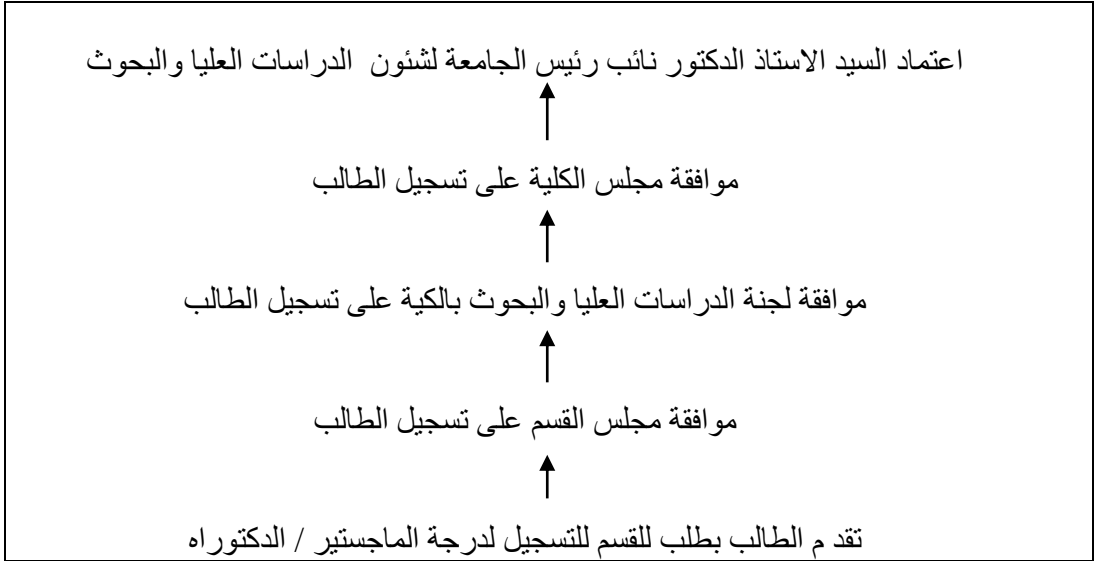 اعتماد السيد الاستاذ الدكتور نائب رئيس الجامعة لشئون الدراسات العليا والبحوث
موافقة مجلس الكلية على تسجيل الطالب
موافقة لجنة الدراسات العليا والبحوث بالكية على تسجيل الطالب
موافقة مجلس القسم على تسجيل الطالب
تقد م الطالب بطلب للقسم للتسجيل لدرجة الماجستير / الدكتوراه